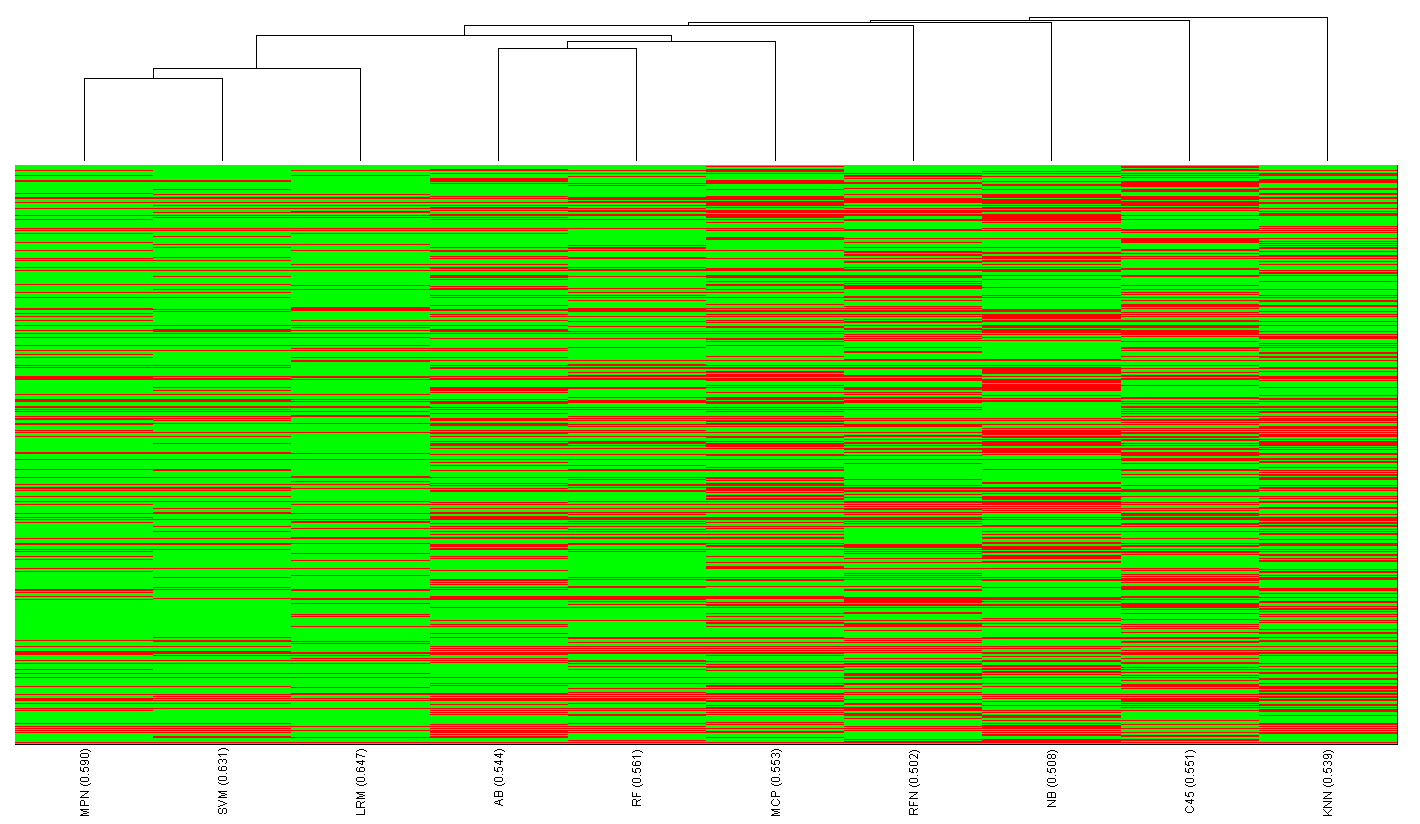 MPN (0.590)
SVM (0.631)
LRM (0.647)
AB (0.544)
RF (0.561)
MCP (0.553)
RFN (0.502)
NB (0.508)
C45 (0.551)
KNN (0.539)